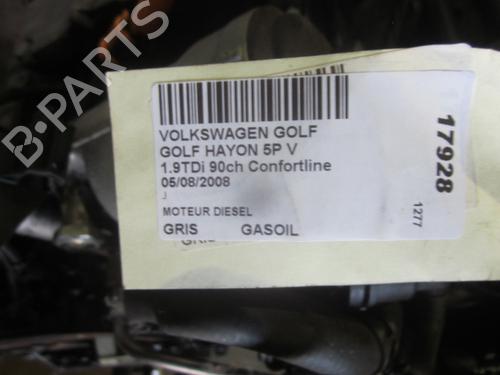 B-PARTS
VOLKSWAGEN GOLF
GOLF HAYON 5P V
1.9TDi 90ch Confortline
05/08/2008
J
MOTEUR DIESEL
GRIS GASOIL
17928
1277